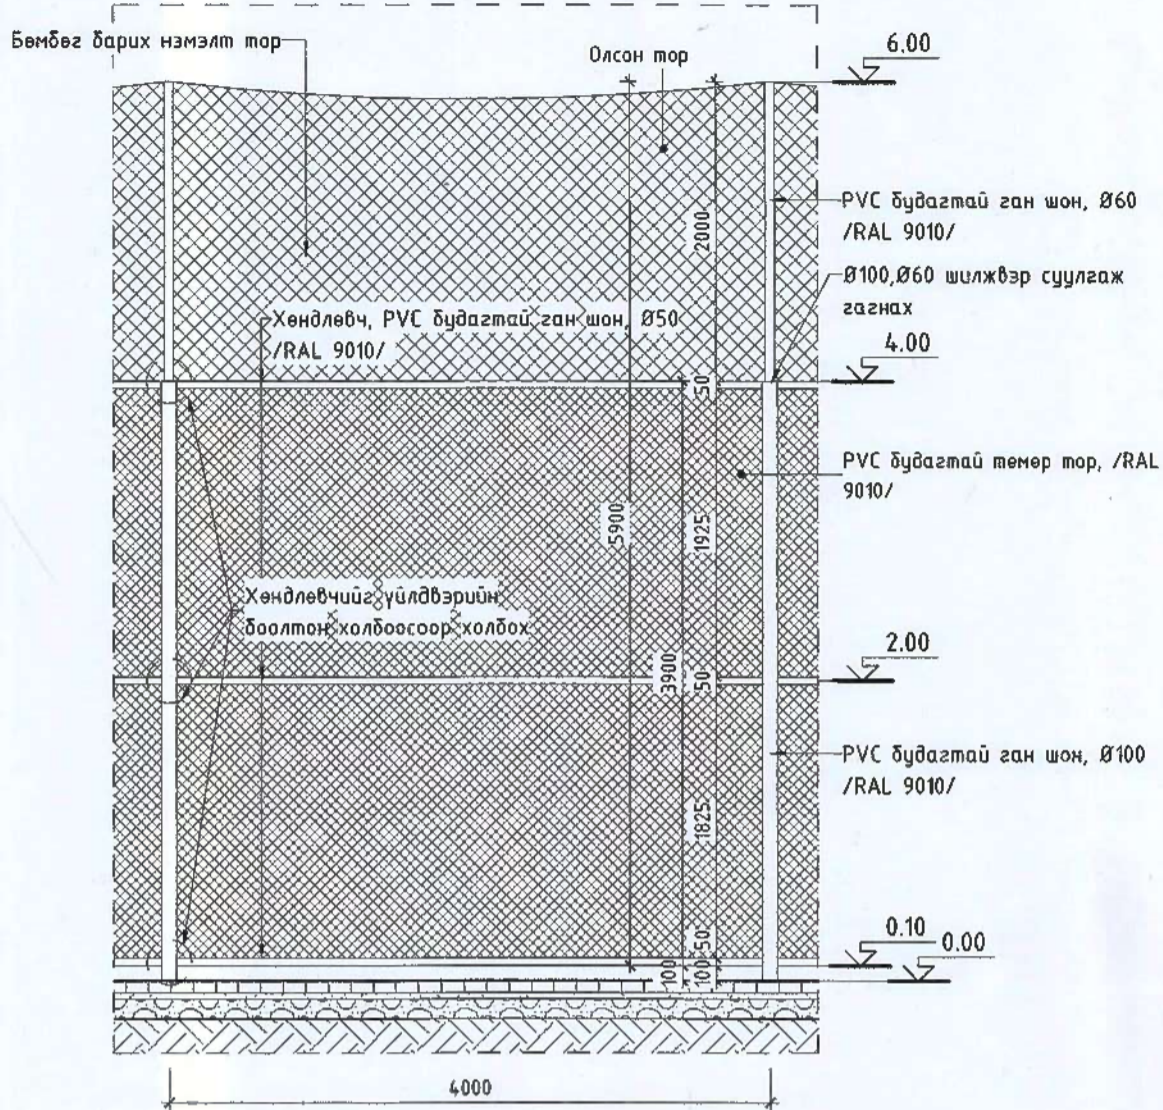 Бөмбөг барих нэмэлт тор
Олсон тор
6.00
PVC будагтай ган шон, Ø60
/RAL 9010/
2000
Ø100,Ø60 шилжвэр суулгаж
гагнах
Хөндлөвч, PVC будагтай ган шон, Ø50
/RAL 9010/
4.00
50
PVC будагтай төмөр тор, /RAL
9010/
5900
1925
Хөндлөвчийг үйлдвэрийн
боолтон холбоосоор холбох
2.00
3900
50
PVC будагтай ган шон, Ø100
/RAL 9010/
1825
0.10
0.00
50
100
100
4000